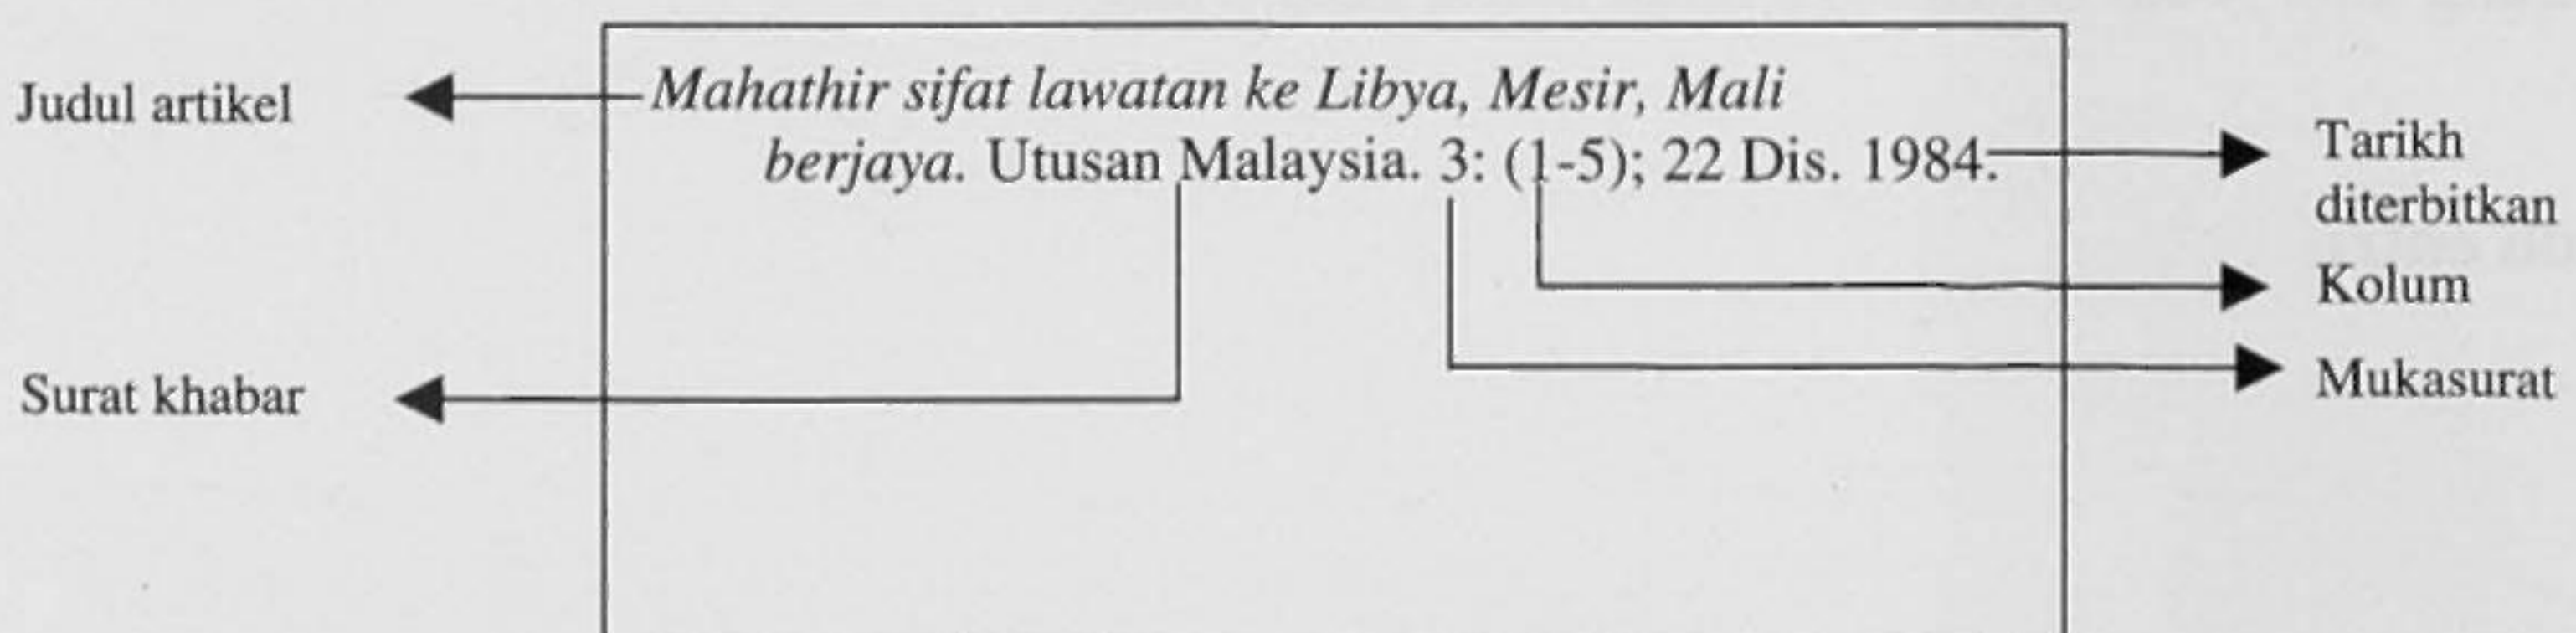 Judul artikel
Mahathir sifat lawatan ke Libya, Mesir, Mali
berjaya. Utusan Malaysia. 3: (1-5); 22 Dis. 1984.
Tarikh
diterbitkan
Kolum
Mukasurat
Surat khabar